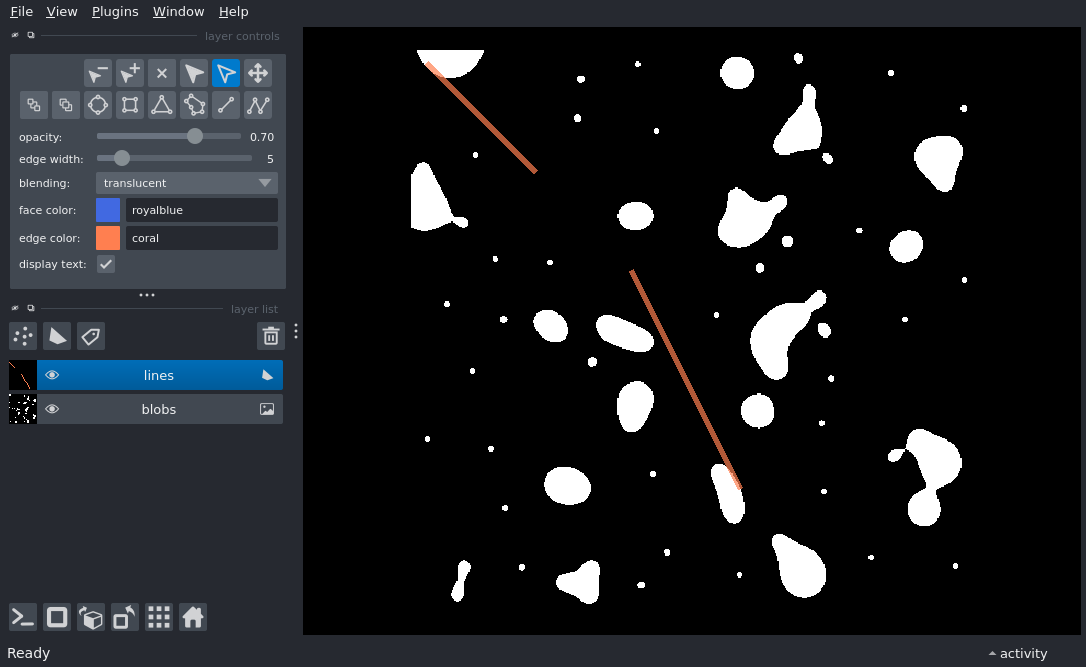 File View Plugins Window Help
layer controls
opacity: 0.70
edge width: 5
blending: translucent
face color: royalblue
edge color: coral
display text:
layer list
lines
blobs
Ready
activity